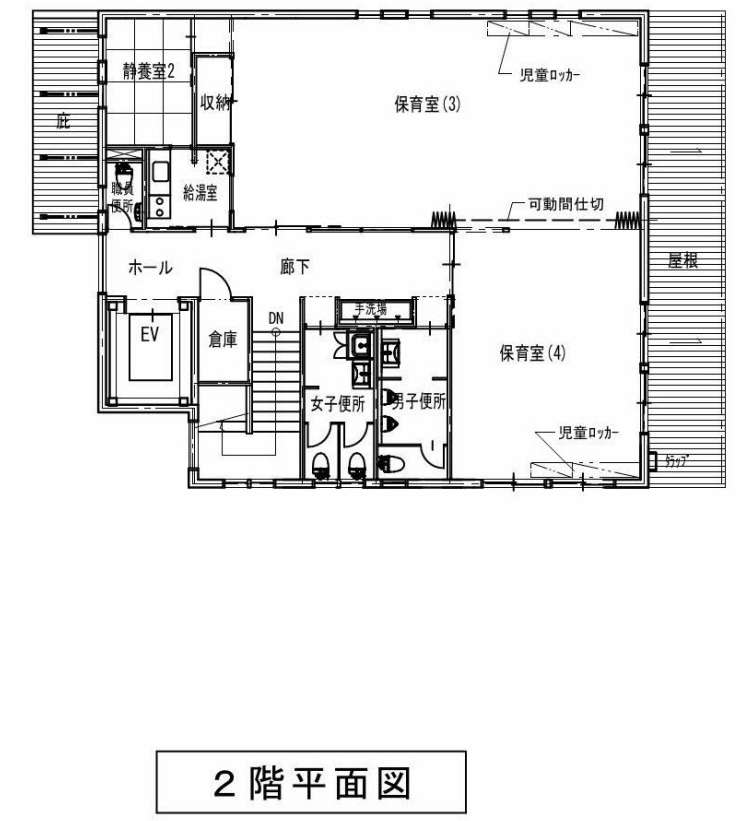 静養室2
収納
児童ﾛｯｶｰ
保育室(3)
庇
職員
便所
給湯室
可動間仕切
ホール
廊下
屋根
手洗場
DN
EV
倉庫
保育室(4)
女子便所
男子便所
児童ﾛｯｶｰ
ﾀﾗｯﾌﾟ
2階平面図